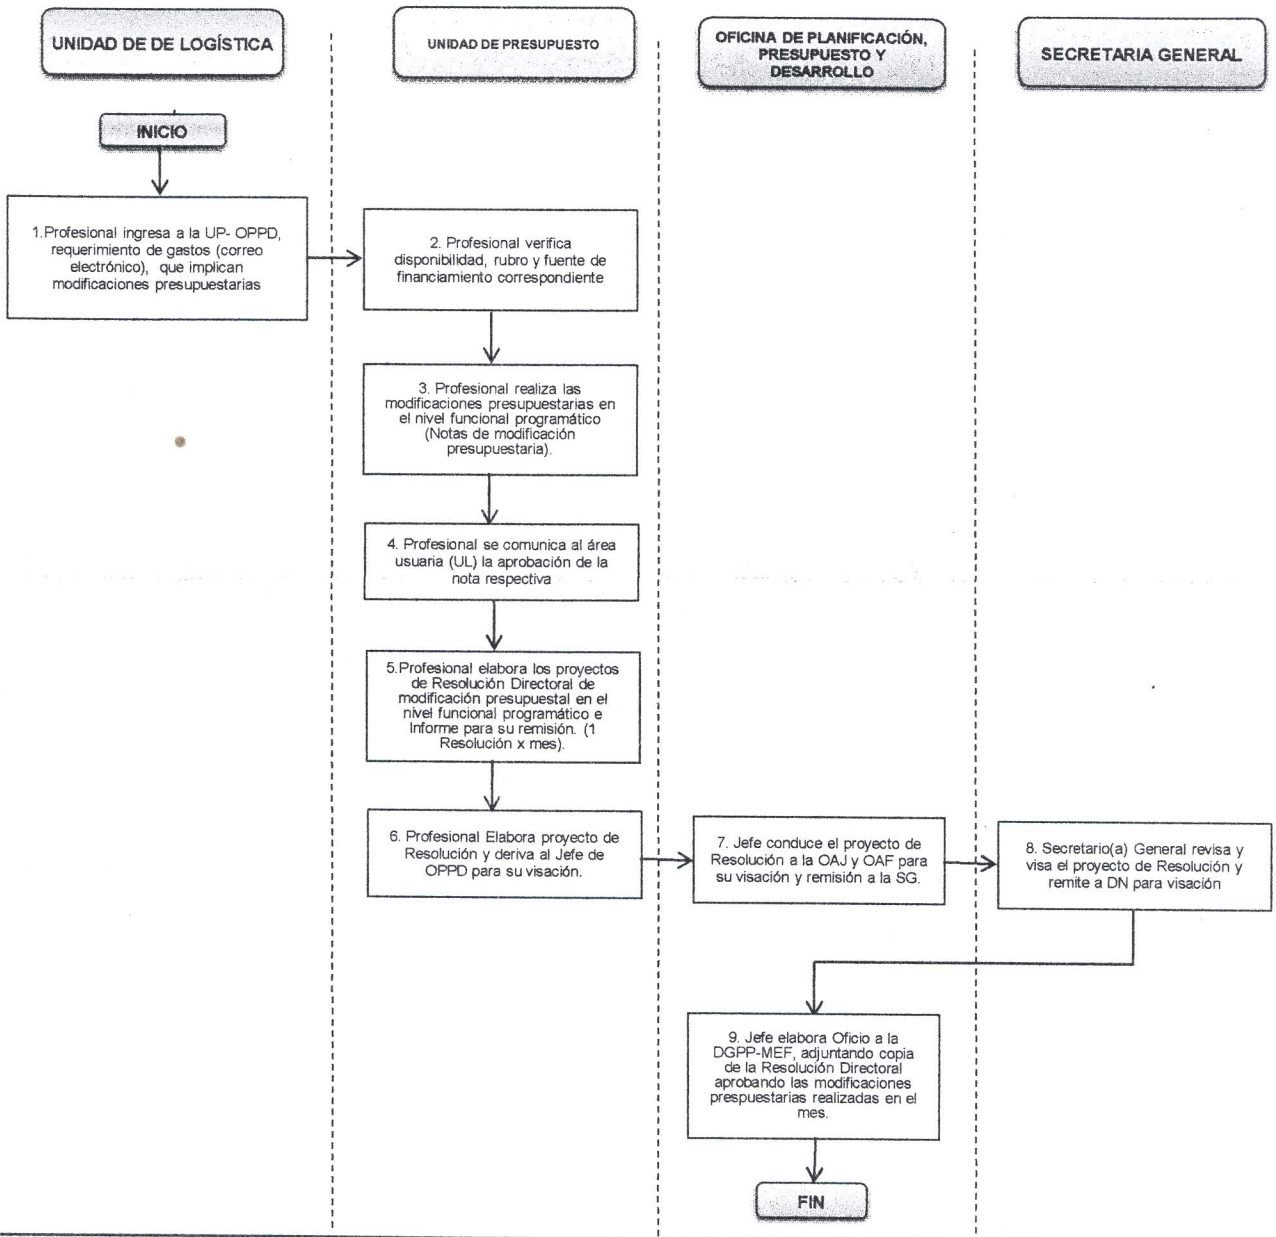 UNIDAD DE DE LOGÍSTICA
UNIDAD DE PRESUPUESTO
OFICINA DE PLANIFICACIÓN,
PRESUPUESTO Y
DESARROLLO
SECRETARIA GENERAL
INICIO
1.Profesional ingresa a la UP- OPPD,
requerimiento de gastos (correo
electrónico), que implican
modificaciones presupuestarias
2. Profesional verifica
disponibilidad, rubro y fuente de
financiamiento correspondiente
3. Profesional realiza las
modificaciones presupuestarias en
el nivel funcional programático
(Notas de modificación
presupuestaria).
4. Profesional se comunica al área
usuaria (UL) la aprobación de la
nota respectiva
5.Profesional elabora los proyectos
de Resolución Directoral de
modificación presupuestal en el
nivel funcional programático e
Informe para su remisión. (1
Resolución x mes).
6. Profesional Elabora proyecto de
Resolución y deriva al Jefe de
OPPD para su visación.
7. Jefe conduce el proyecto de
Resolución a la OAJ y OAF para
su visación y remisión a la SG.
8. Secretario(a) General revisa y
visa el proyecto de Resolución y
remite a DN para visación
9. Jefe elabora Oficio a la
DGPP-MEF, adjuntando copia
de la Resolución Directoral
aprobando las modificaciones
prespuestarias realizadas en el
mes.
FIN